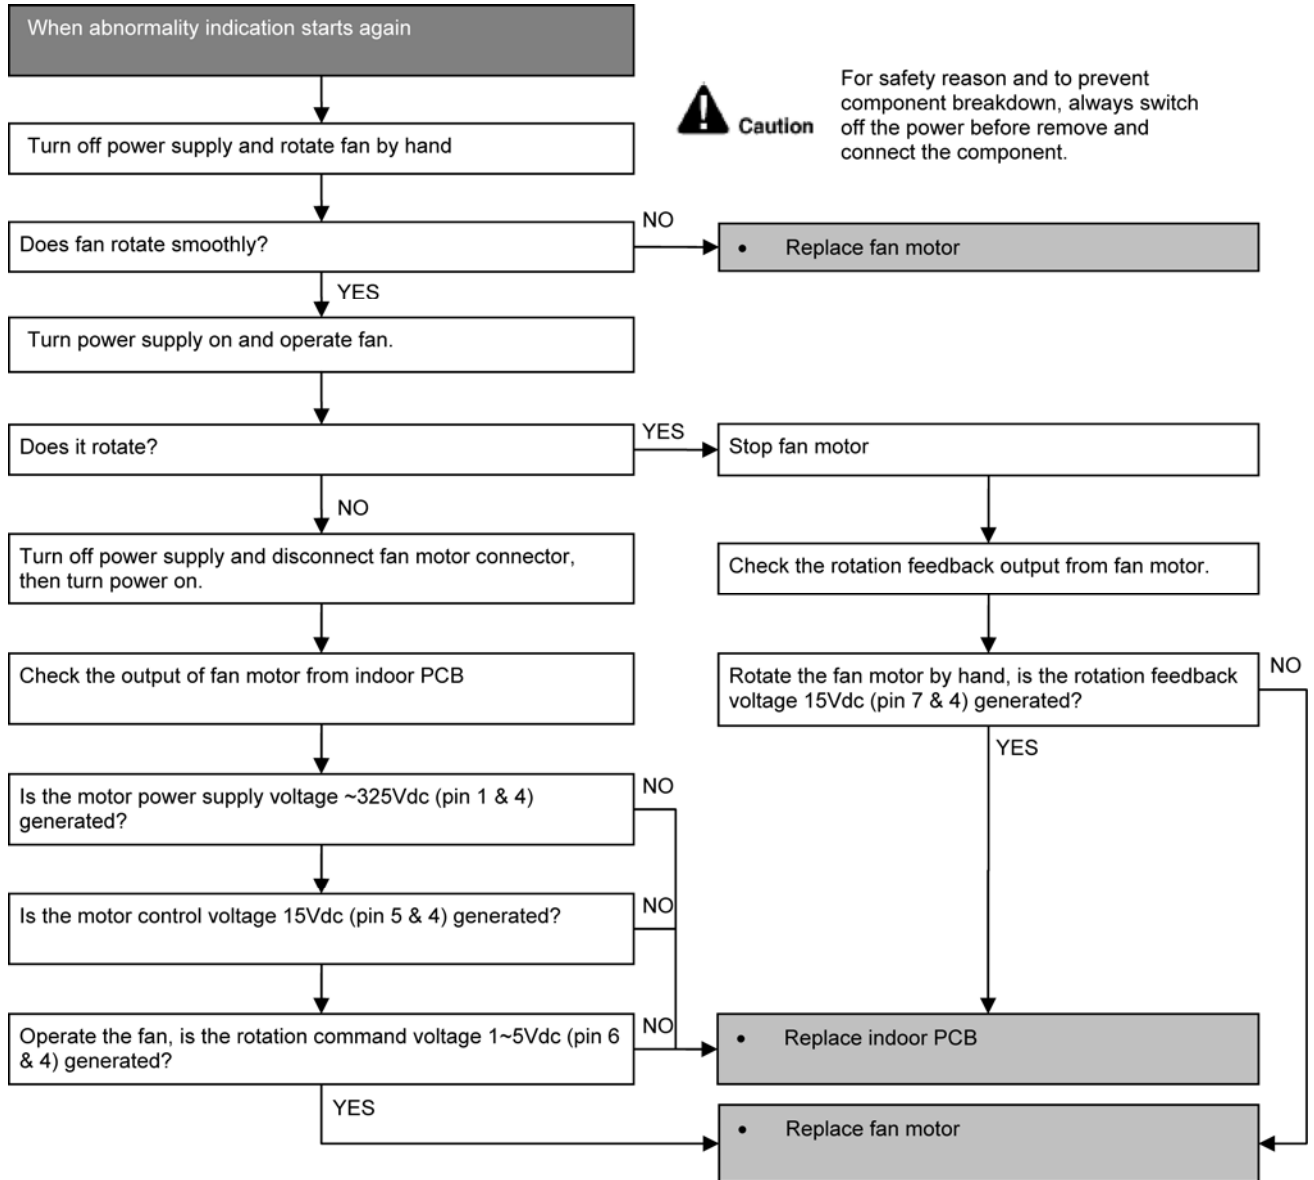 When abnormality indication starts again
Caution
For safety reason and to prevent
component breakdown, always switch
off the power before remove and
connect the component.
Turn off power supply and rotate fan by hand
Does fan rotate smoothly?
NO
• Replace fan motor
YES
Turn power supply on and operate fan.
Does it rotate?
YES
Stop fan motor
NO
Turn off power supply and disconnect fan motor connector,
then turn power on.
Check the rotation feedback output from fan motor.
Check the output of fan motor from indoor PCB
Rotate the fan motor by hand, is the rotation feedback
voltage 15Vdc (pin 7 & 4) generated?
NO
YES
Is the motor power supply voltage ~325Vdc (pin 1 & 4)
generated?
NO
Is the motor control voltage 15Vdc (pin 5 & 4) generated?
NO
Operate the fan, is the rotation command voltage 1~5Vdc (pin 6
& 4) generated?
NO
• Replace indoor PCB
YES
• Replace fan motor